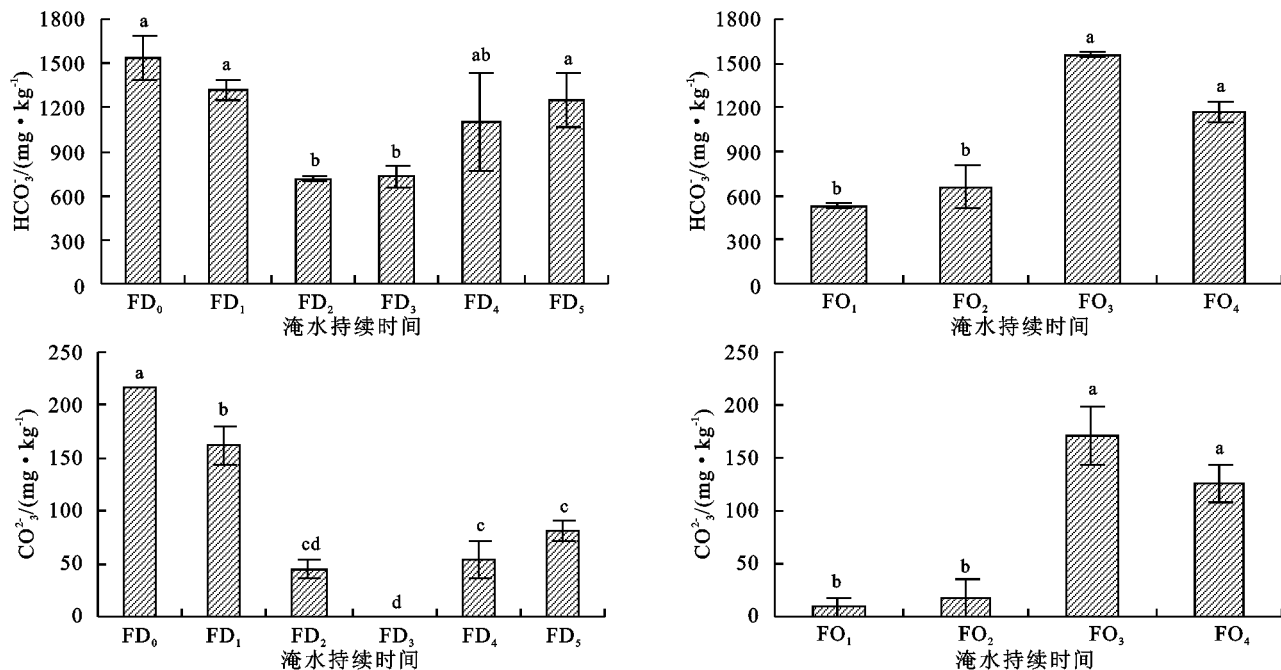 HCO₃⁻/(mg·kg⁻¹)
1800
1500
1200
900
600
300
0
a
a
b
b
ab
a
FD₀ FD₁ FD₂ FD₃ FD₄ FD₅
淹水持续时间
HCO₃⁻/(mg·kg⁻¹)
1800
1500
1200
900
600
300
0
b
b
a
a
FO₁ FO₂ FO₃ FO₄
淹水持续时间
CO₃²⁻/(mg·kg⁻¹)
250
200
150
100
50
0
a
b
cd
d
c
c
FD₀ FD₁ FD₂ FD₃ FD₄ FD₅
淹水持续时间
CO₃²⁻/(mg·kg⁻¹)
250
200
150
100
50
0
b
b
a
a
FO₁ FO₂ FO₃ FO₄
淹水持续时间